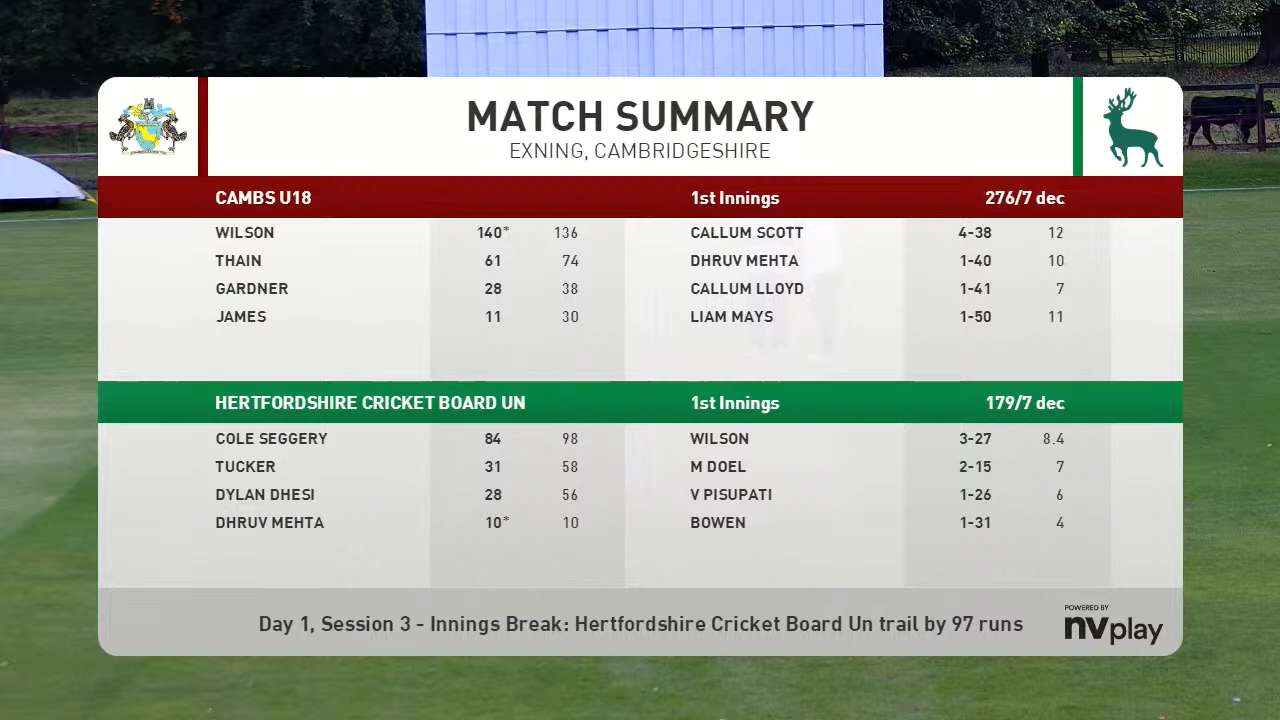 MATCH SUMMARY
EXNING, CAMBRIDGESHIRE
CAMBS U18 1st Innings 276/7 dec
WILSON 140* 136 CALLUM SCOTT 4-38 12
THAIN 61 74 DHRUV MEHTA 1-40 10
GARDNER 28 38 CALLUM LLOYD 1-41 7
JAMES 11 30 LIAM MAYS 1-50 11
HERTFORDSHIRE CRICKET BOARD UN 1st Innings 179/7 dec
COLE SEGGERY 84 98 WILSON 3-27 8.4
TUCKER 31 58 M DOEL 2-15 7
DYLAN DHESI 28 56 V PISUPATI 1-26 6
DHRUV MEHTA 10* 10 BOWEN 1-31 4
Day 1, Session 3 - Innings Break: Hertfordshire Cricket Board Un trail by 97 runs
POWERED BY
nvplay